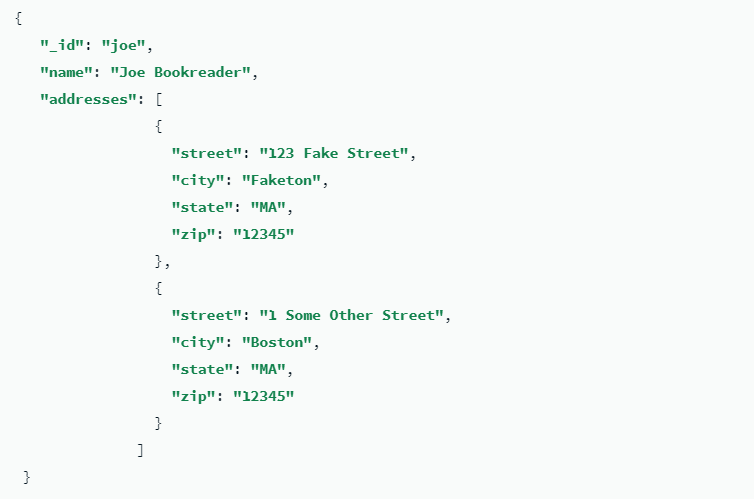 {
"_id": "joe",
"name": "Joe Bookreader",
"addresses": [
{
"street": "123 Fake Street",
"city": "Faketon",
"state": "MA",
"zip": "12345"
},
{
"street": "1 Some Other Street",
"city": "Boston",
"state": "MA",
"zip": "12345"
}
]
}